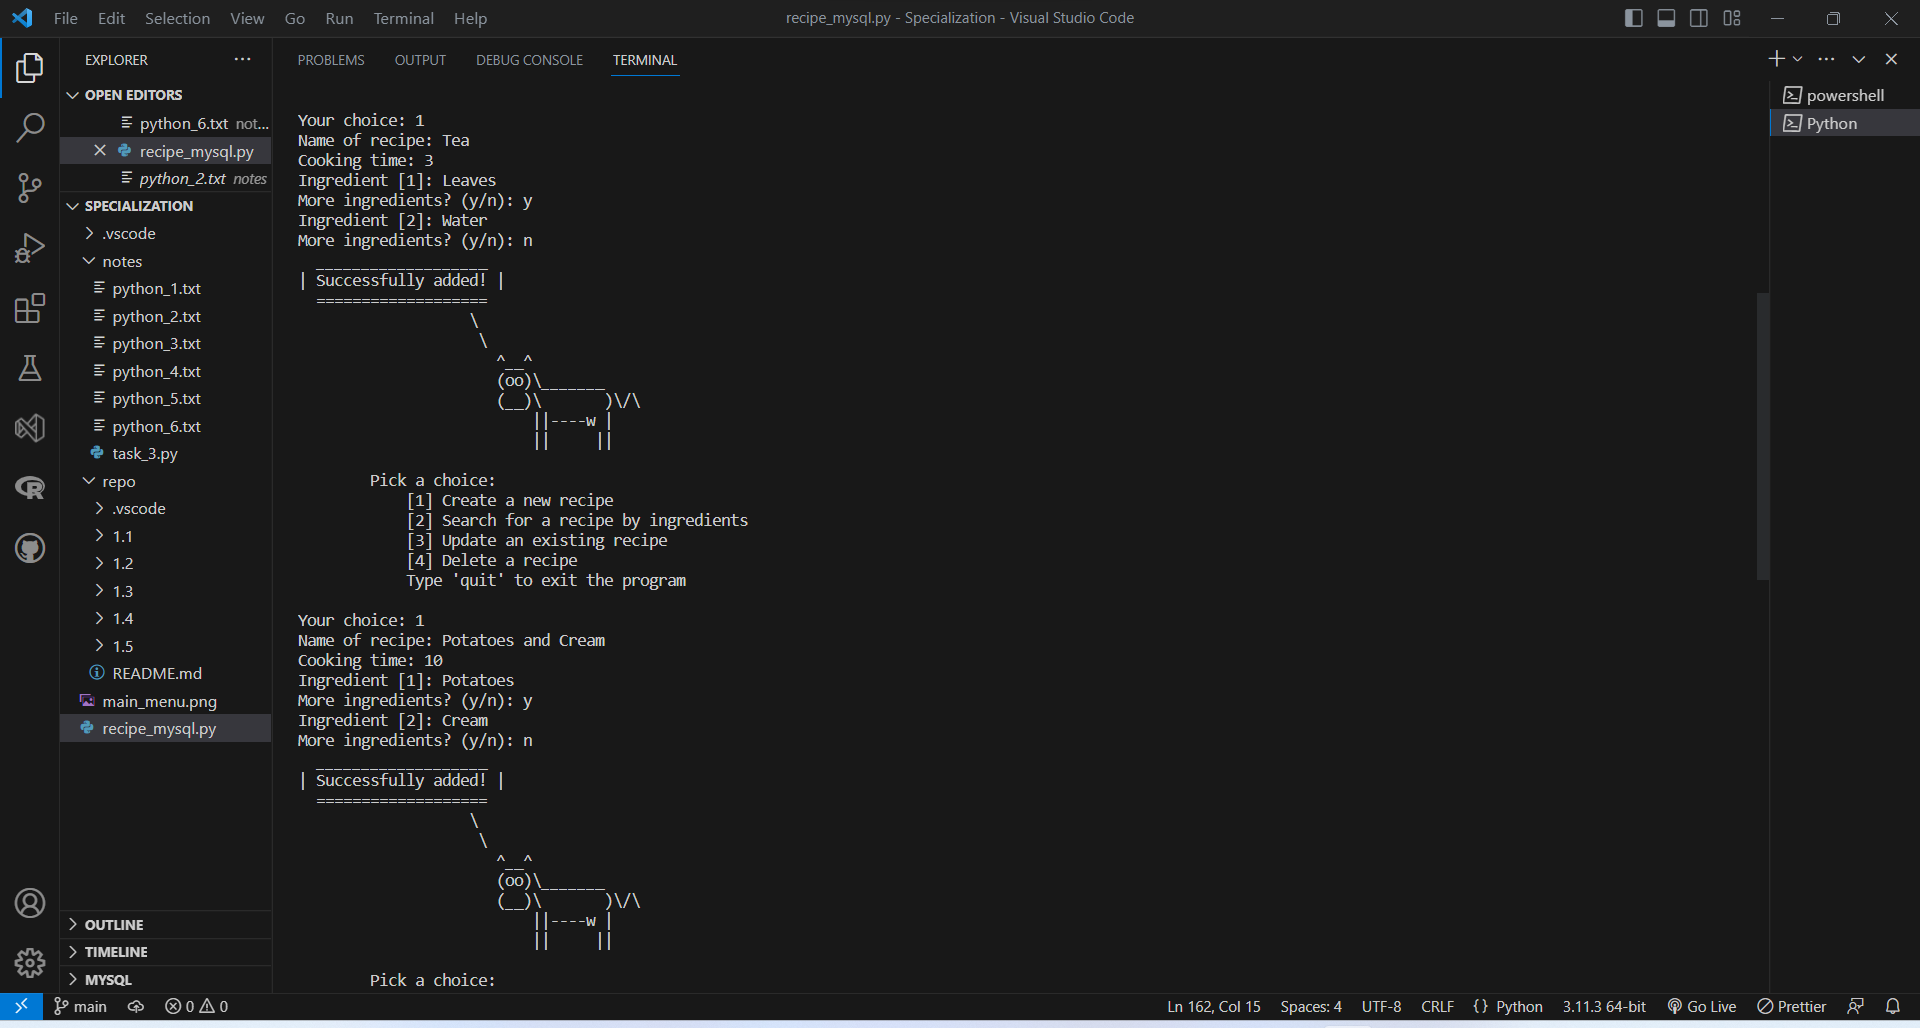 File Edit Selection View Go Run Terminal Help
recipe_mysql.py - Specialization - Visual Studio Code
EXPLORER
OPEN EDITORS
python_6.txt not...
recipe_mysql.py
python_2.txt notes
SPECIALIZATION
.vscode
notes
python_1.txt
python_2.txt
python_3.txt
python_4.txt
python_5.txt
python_6.txt
task_3.py
repo
.vscode
1.1
1.2
1.3
1.4
1.5
README.md
main_menu.png
recipe_mysql.py
OUTLINE
TIMELINE
MYSQL
PROBLEMS OUTPUT DEBUG CONSOLE TERMINAL
Your choice: 1
Name of recipe: Tea
Cooking time: 3
Ingredient [1]: Leaves
More ingredients? (y/n): y
Ingredient [2]: Water
More ingredients? (y/n): n
  ___________________
| Successfully added! |
  ===================
                   \
                    \
                      ^__^
                      (oo)\_______
                      (__)\       )\/\
                          ||----w |
                          ||     ||
Pick a choice:
[1] Create a new recipe
[2] Search for a recipe by ingredients
[3] Update an existing recipe
[4] Delete a recipe
Type 'quit' to exit the program
Your choice: 1
Name of recipe: Potatoes and Cream
Cooking time: 10
Ingredient [1]: Potatoes
More ingredients? (y/n): y
Ingredient [2]: Cream
More ingredients? (y/n): n
  ___________________
| Successfully added! |
  ===================
                   \
                    \
                      ^__^
                      (oo)\_______
                      (__)\       )\/\
                          ||----w |
                          ||     ||
Pick a choice:
powershell
Python
main 0 0
Ln 162, Col 15 Spaces: 4 UTF-8 CRLF {} Python 3.11.3 64-bit Go Live Prettier